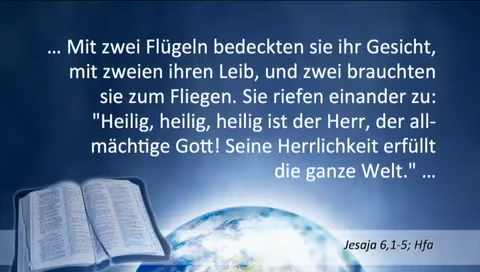 ... Mit zwei Flügeln bedeckten sie ihr Gesicht,
mit zweien ihren Leib, und zwei brauchten
sie zum Fliegen. Sie riefen einander zu:
"Heilig, heilig, heilig ist der Herr, der all-
mächtige Gott! Seine Herrlichkeit erfüllt
die ganze Welt." ...
Jesaja 6,1-5; Hfa